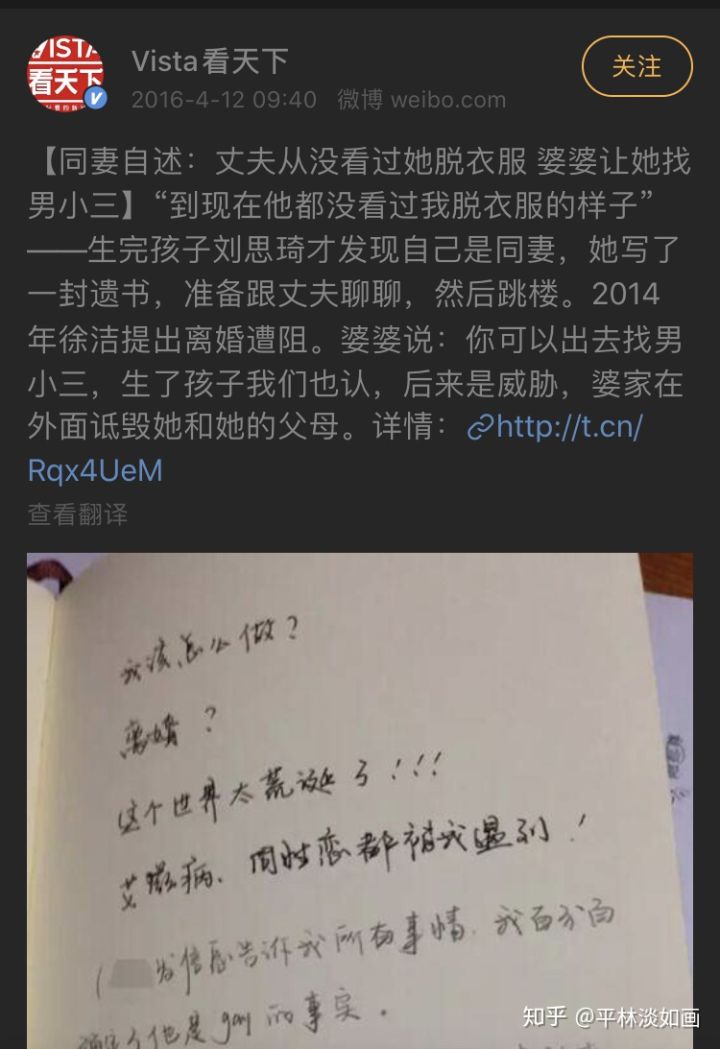 VISTA
看天下
Vista看天下
2016-4-12 09:40 微博 weibo.com
关注
【同妻自述：丈夫从没看过她脱衣服 婆婆让她找
男小三】“到现在他都没看过我脱衣服的样子”
——生完孩子刘思琦才发现自己是同妻，她写了
一封遗书，准备跟丈夫聊聊，然后跳楼。2014
年徐洁提出离婚遭阻。婆婆说：你可以出去找男
小三，生了孩子我们也认，后来是威胁，婆家在
外面诋毁她和她的父母。详情：http://t.cn/
Rqx4UeM
查看翻译
我该怎么做？
离婚？
这个世界太荒诞了！！！
艾滋病、同性恋都被我遇到！
（ 发信息告诉我所有事情，我百分百
他是gay的事实。
知乎 @平林淡如画